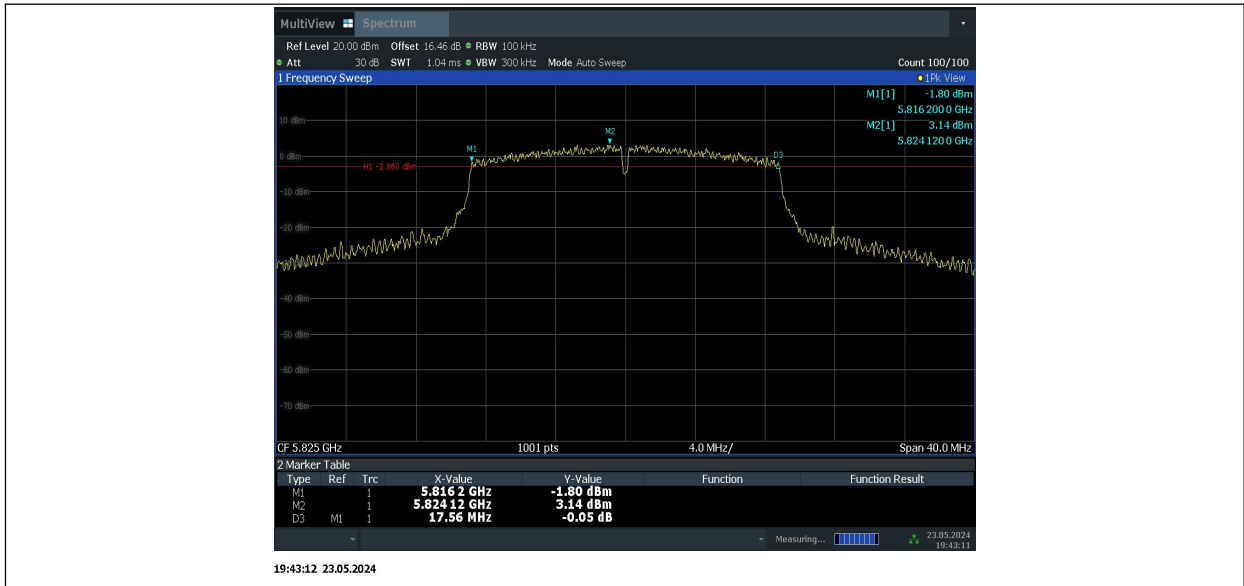 MultiView Spectrum
Ref Level 20.00 dBm Offset 16.46 dB RBW 100 kHz
Att 30 dB SWT 1.04 ms VBW 300 kHz Mode Auto Sweep Count 100/100
1 Frequency Sweep 1Pk View
M1[1] -1.80 dBm
5.816 200 0 GHz
M2[1] 3.14 dBm
5.824 120 0 GHz
10 dBm
M2
M1
D3
0 dBm
H1 -2.860 dBm
-10 dBm
-20 dBm
-40 dBm
-50 dBm
-60 dBm
-70 dBm
CF 5.825 GHz 1001 pts 4.0 MHz/ Span 40.0 MHz
2 Marker Table
Type Ref Trc X-Value Y-Value Function Function Result
M1 1 5.816 2 GHz -1.80 dBm
M2 1 5.824 12 GHz 3.14 dBm
D3 M1 1 17.56 MHz -0.05 dB
Measuring... 23.05.2024
19:43:11
19:43:12 23.05.2024